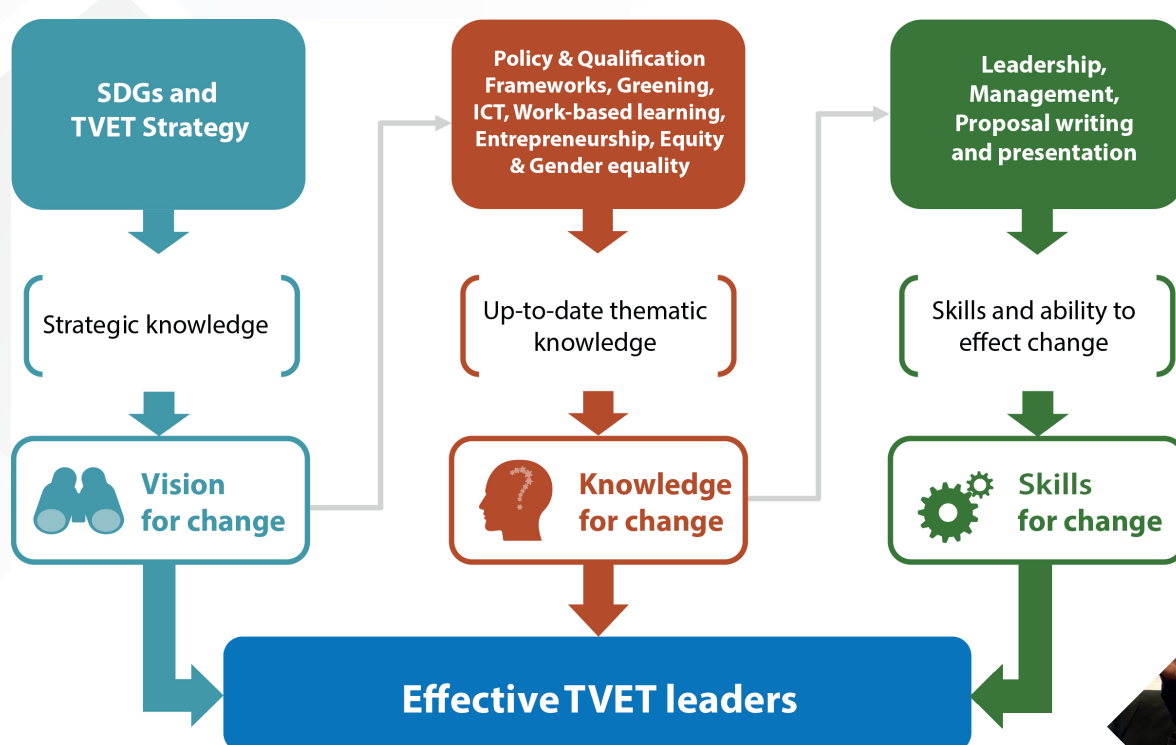 SDGs and
TVET Strategy
Strategic knowledge
Vision
for change
Policy & Qualification
Frameworks, Greening,
ICT, Work-based learning,
Entrepreneurship, Equity
& Gender equality
Up-to-date thematic
knowledge
Knowledge
for change
Leadership,
Management,
Proposal writing
and presentation
Skills and ability to
effect change
Skills
for change
Effective TVET leaders